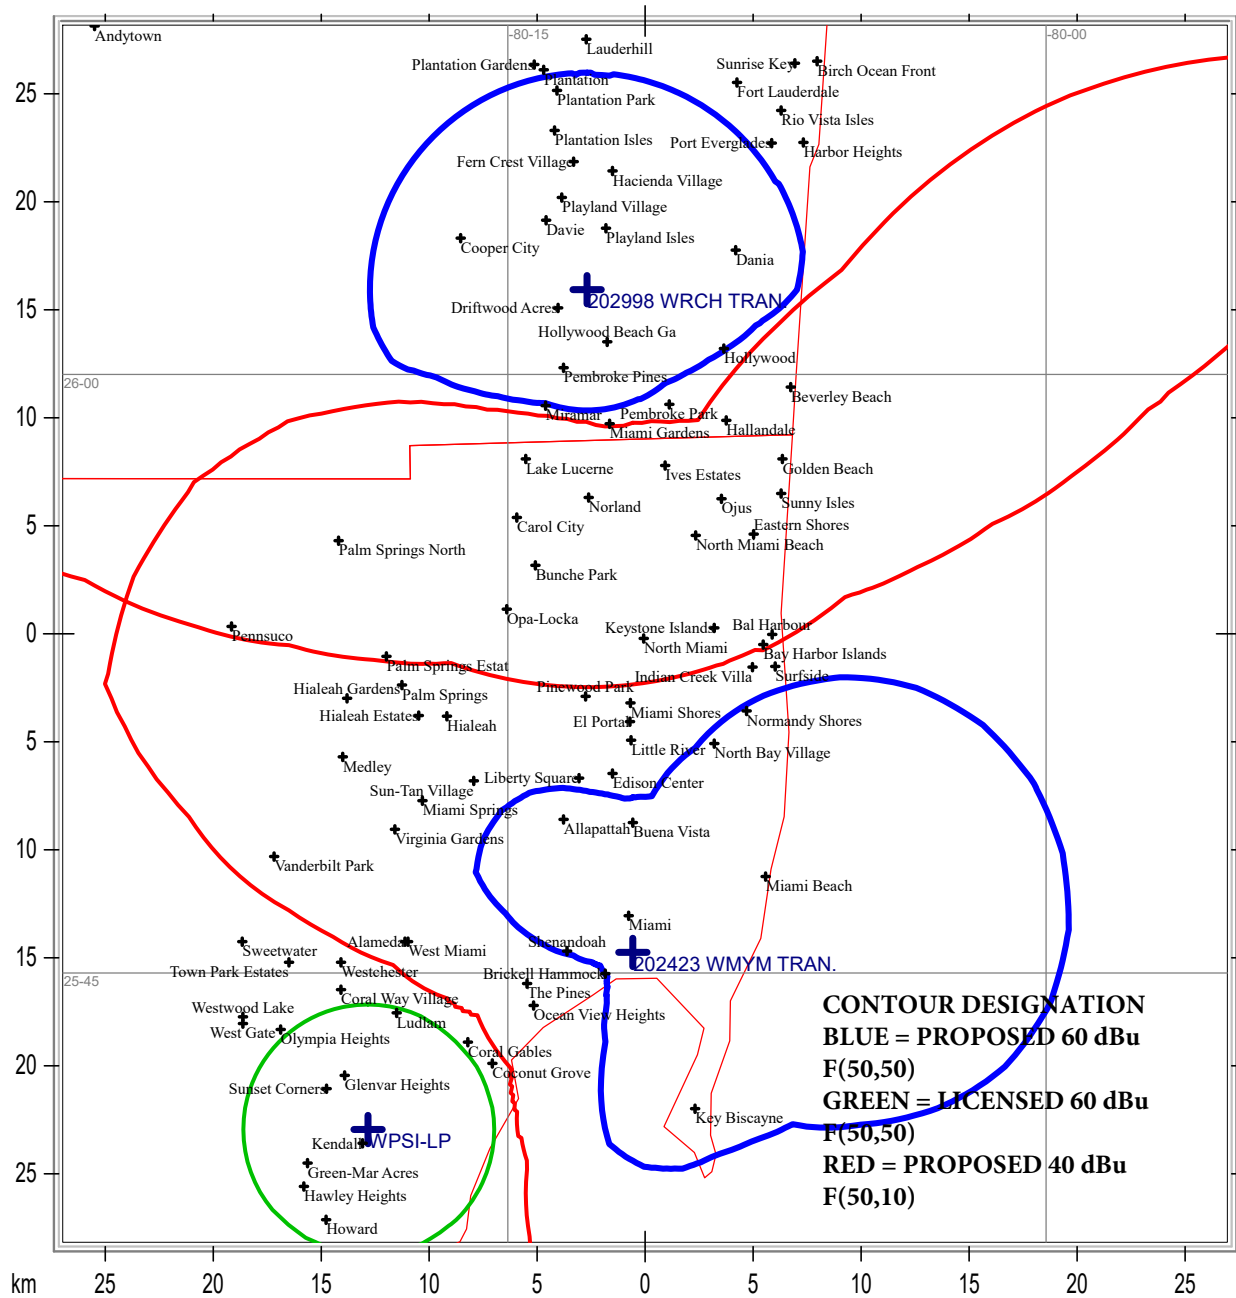 Andytown
-80-15
-80-00
Lauderhill
Plantation Gardens
Plantation
Sunrise Key
Birch Ocean Front
Plantation Park
Fort Lauderdale
25
Rio Vista Isles
Plantation Isles
Port Everglades
Harbor Heights
Fern Crest Village
Hacienda Village
20
Playland Village
Davie
Playland Isles
Cooper City
Dania
15
202998 WRCH TRAN.
Driftwood Acres
Hollywood Beach Ga
Hollywood
Pembroke Pines
26-00
Beverley Beach
10
Miramar
Pembroke Park
Miami Gardens
Hallandale
Lake Lucerne
Ives Estates
Golden Beach
Norland
Ojus
Sunny Isles
5
Carol City
Eastern Shores
Palm Springs North
North Miami Beach
Bunche Park
Opa-Locka
0
Pennsuco
Keystone Islands
Bal Harbour
North Miami
Bay Harbor Islands
Palm Springs Estat
Indian Creek Villa
Surfside
Hialeah Gardens
Palm Springs
Pinewood Park
Hialeah Estates
Hialeah
Miami Shores
El Portal
Normandy Shores
5
Little River
North Bay Village
Medley
Sun-Tan Village
Liberty Square
Edison Center
Miami Springs
Virginia Gardens
Allapattah
Buena Vista
10
Vanderbilt Park
Miami Beach
Miami
Sweetwater
Alameda
West Miami
Shenandoah
15
202423 WMYM TRAN.
Town Park Estates
Westchester
Brickell Hammock
25-45
Coral Way Village
The Pines
Westwood Lake
Ludlam
Ocean View Heights
West Gate
Olympia Heights
Coral Gables
20
Coconut Grove
Sunset Corners
Glenvar Heights
Key Biscayne
Kendall
WPSI-LP
25
Green-Mar Acres
Hawley Heights
Howard
CONTOUR DESIGNATION
BLUE = PROPOSED 60 dBu
F(50,50)
GREEN = LICENSED 60 dBu
F(50,50)
RED = PROPOSED 40 dBu
F(50,10)
km 25 20 15 10 5 0 5 10 15 20 25